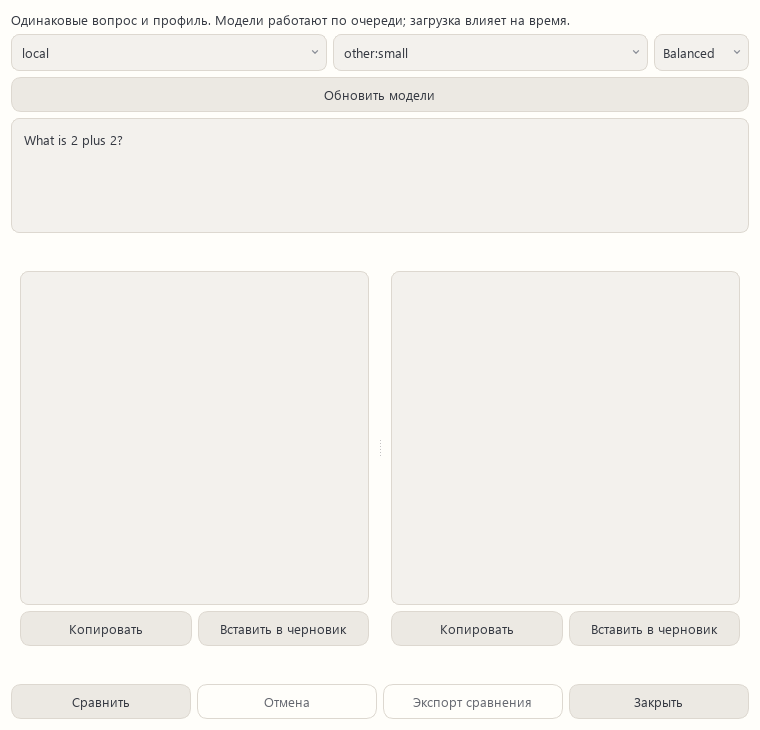 Одинаковые вопрос и профиль. Модели работают по очереди; загрузка влияет на время.
local other:small Balanced
Обновить модели
What is 2 plus 2?
Копировать Вставить в черновик Копировать Вставить в черновик
Сравнить Отмена Экспорт сравнения Закрыть